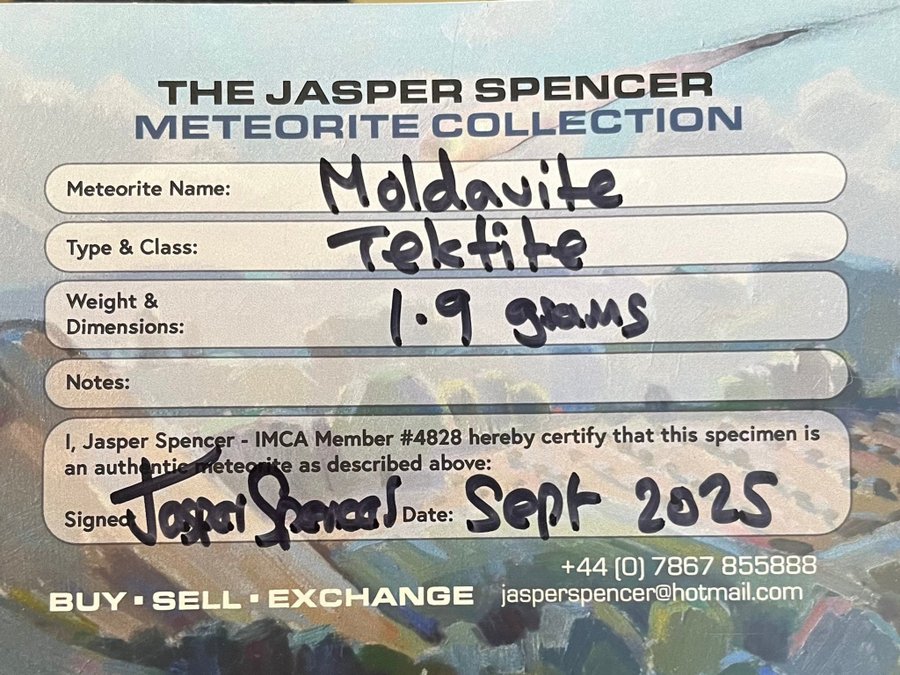 THE JASPER SPENCER
METEORITE COLLECTION
Meteorite Name: Moldavite
Type & Class: Tektite
Weight &
Dimensions: 1.9 grams
Notes:
I, Jasper Spencer - IMCA Member #4828 hereby certify that this specimen is
an authentic meteorite as described above:
Signed: Jasper Spencer Date: Sept 2025
+44 (0) 7867 855888
BUY ▪ SELL ▪ EXCHANGE jasperspencer@hotmail.com